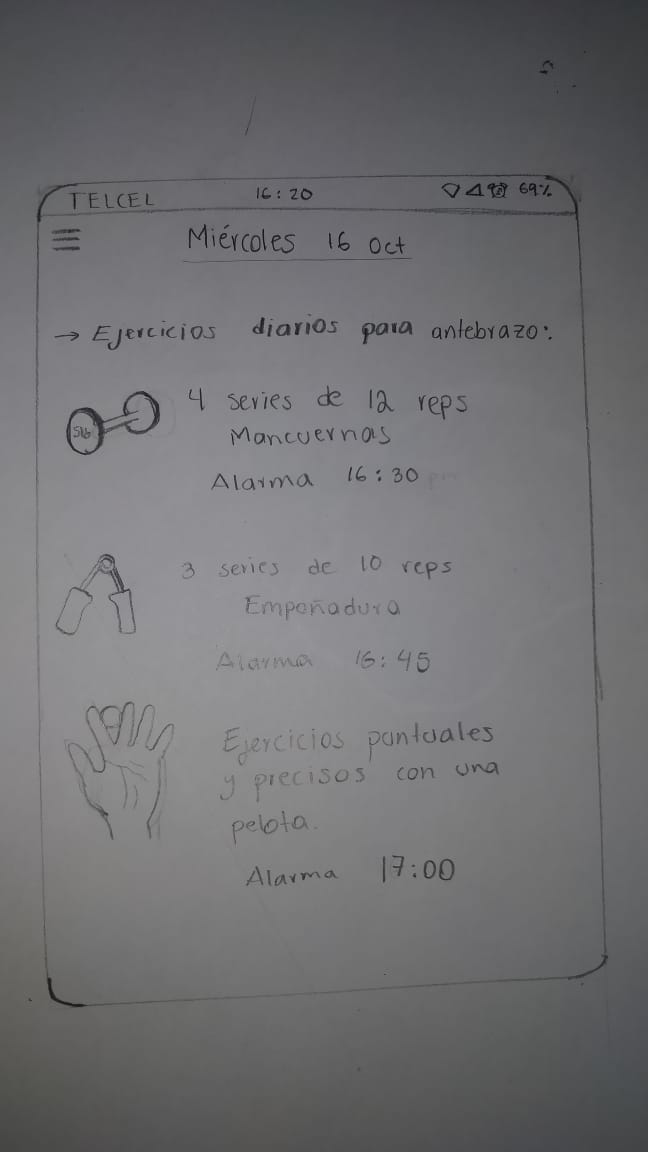 TELCEL 16:20 69%
Miércoles 16 Oct
→ Ejercicios diarios para antebrazo:
4 series de 12 reps
Mancuernas
Alarma 16:30 pm
3 series de 10 reps
Empoñadura
Alarma 16:45
Ejercicios pontuales
y precisos con una
pelota.
Alarma 17:00